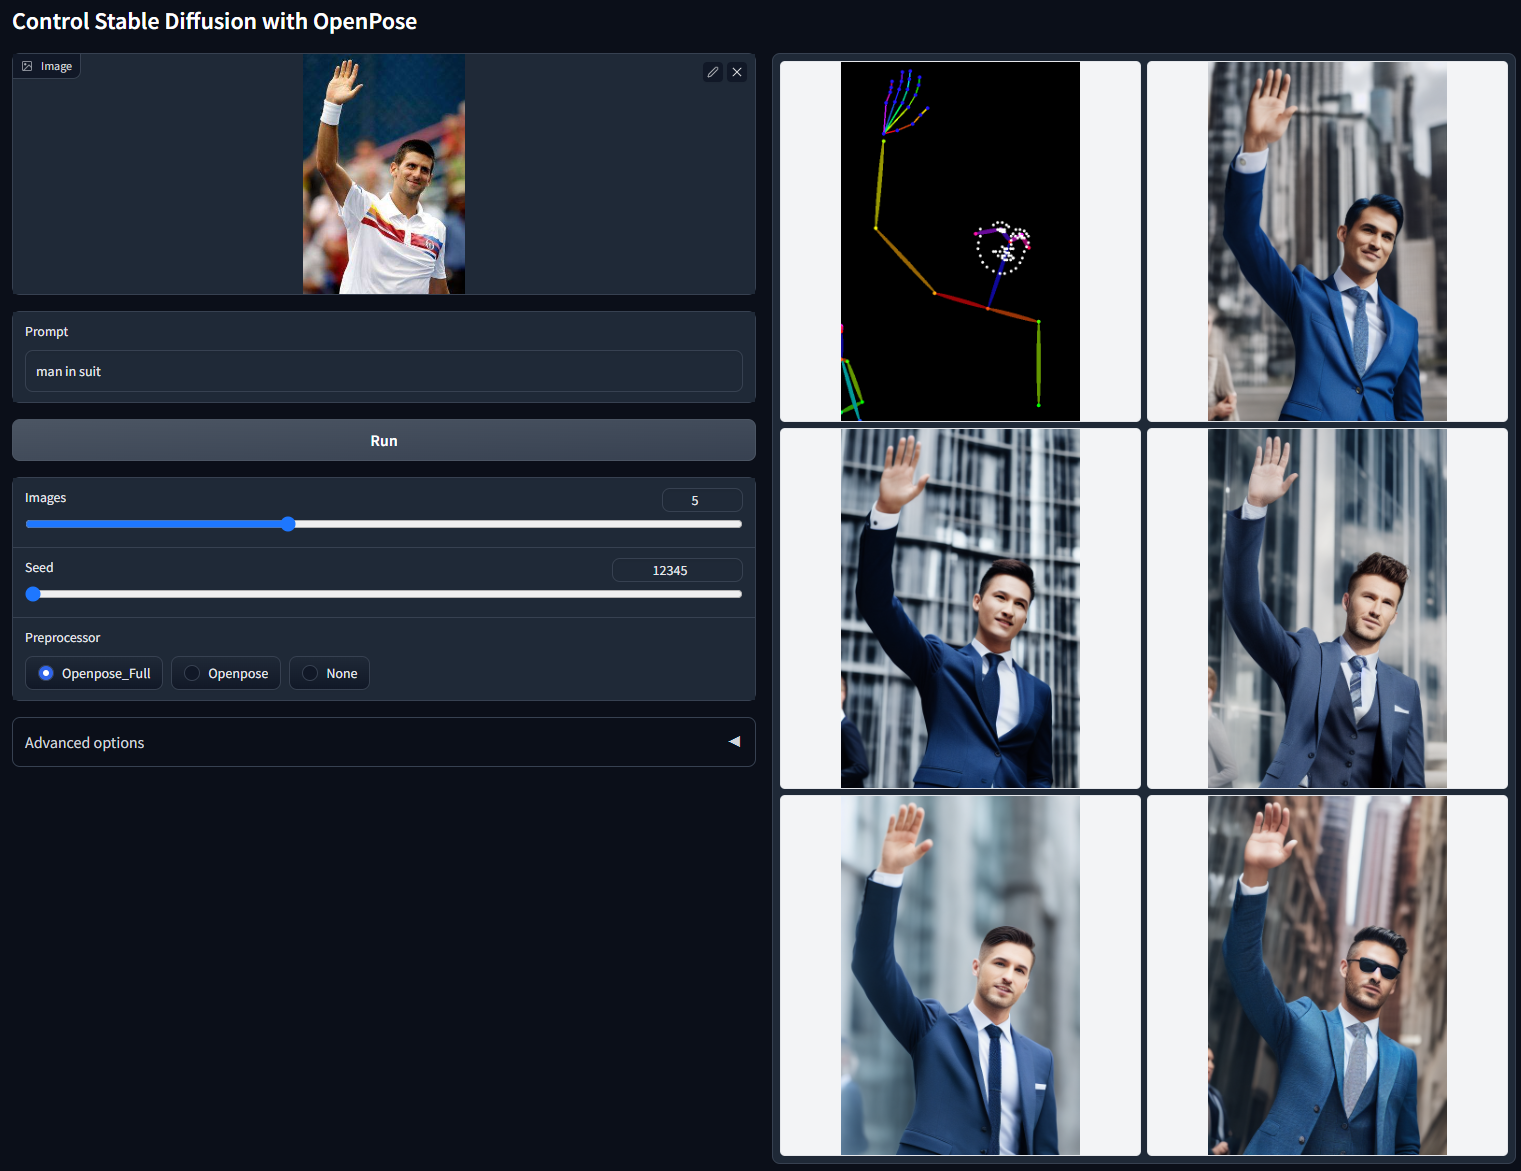 Control Stable Diffusion with OpenPose
Image
Prompt
man in suit
Run
Images
5
Seed
12345
Preprocessor
Openpose_Full
Openpose
None
Advanced options